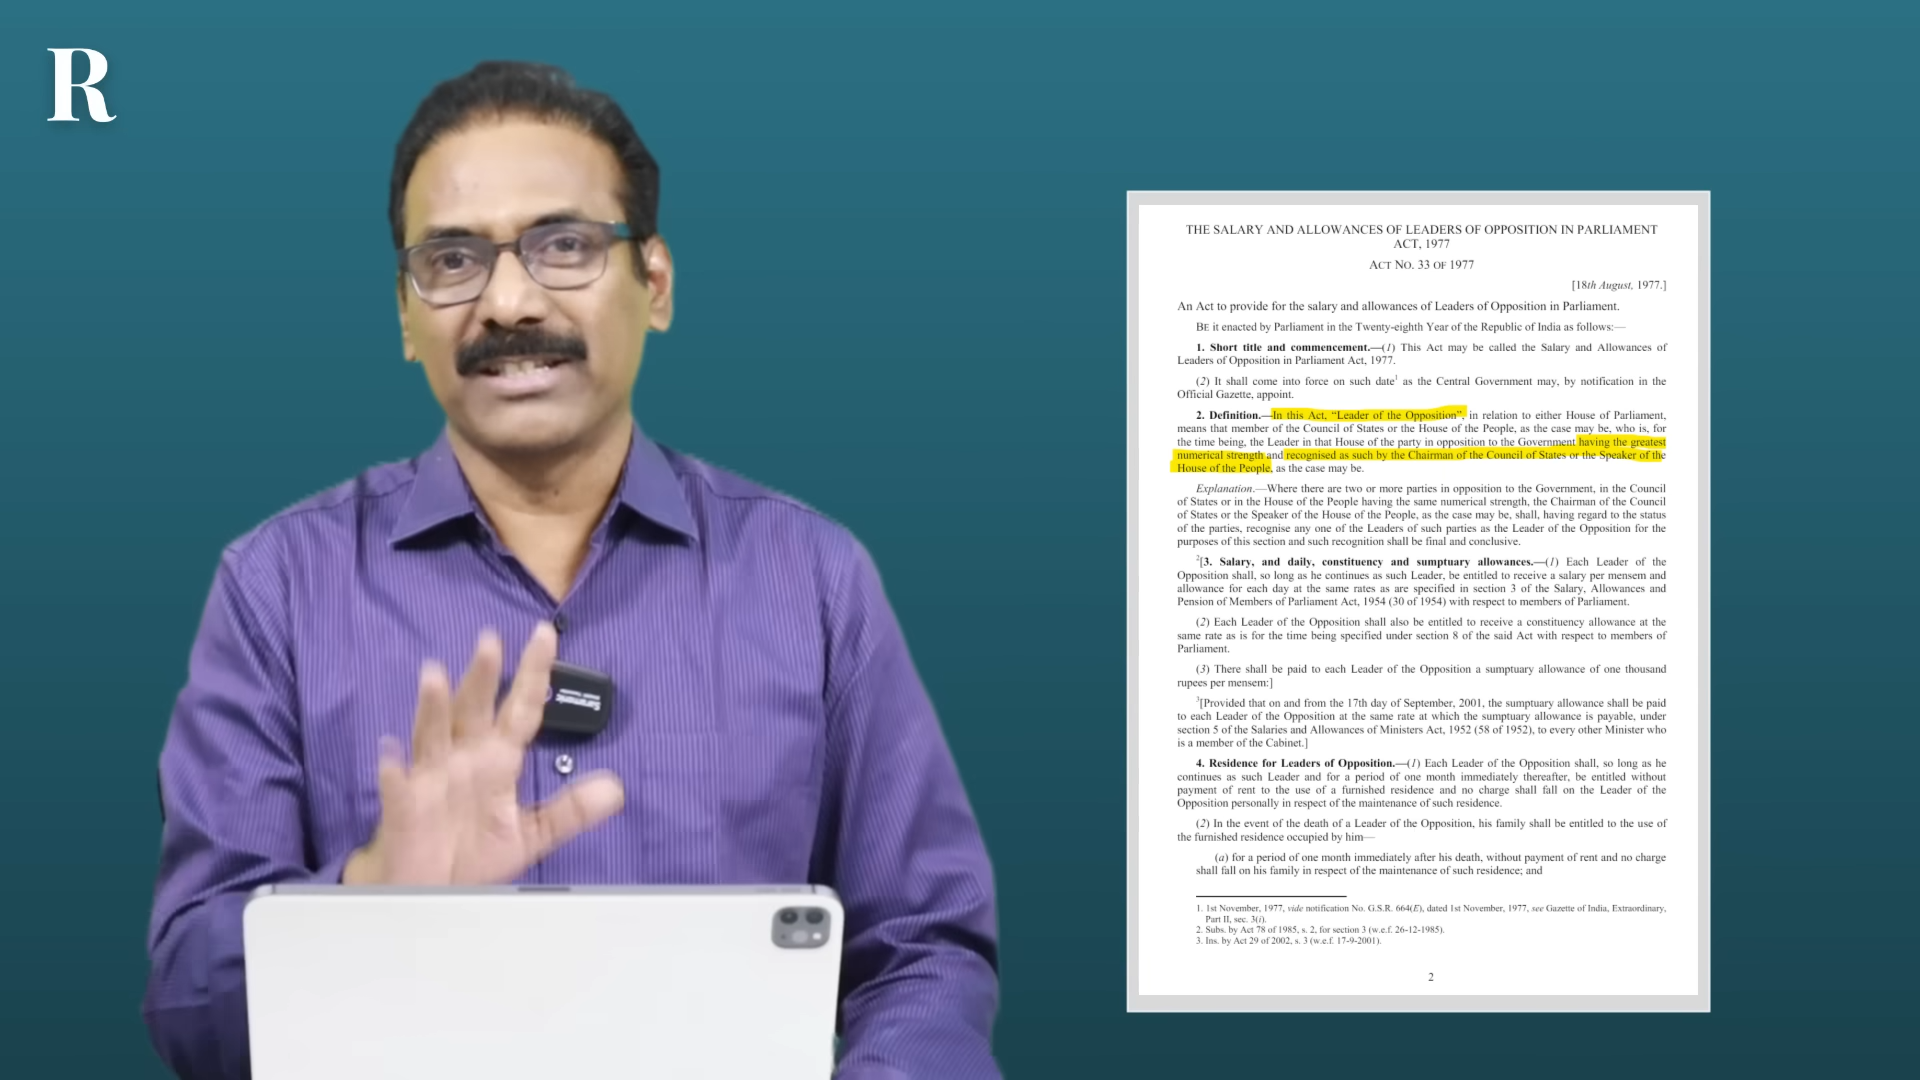 R
THE SALARY AND ALLOWANCES OF LEADERS OF OPPOSITION IN PARLIAMENT
ACT, 1977
ACT NO. 33 OF 1977
[18th August, 1977.]
An Act to provide for the salary and allowances of Leaders of Opposition in Parliament.
BE it enacted by Parliament in the Twenty-eighth Year of the Republic of India as follows:—
1. Short title and commencement.—(1) This Act may be called the Salary and Allowances of
Leaders of Opposition in Parliament Act, 1977.
(2) It shall come into force on such date1 as the Central Government may, by notification in the
Official Gazette, appoint.
2. Definition.—In this Act, “Leader of the Opposition”, in relation to either House of Parliament,
means that member of the Council of States or the House of the People, as the case may be, who is, for
the time being, the Leader in that House of the party in opposition to the Government having the greatest
numerical strength and recognised as such by the Chairman of the Council of States or the Speaker of the
House of the People, as the case may be.
Explanation.—Where there are two or more parties in opposition to the Government, in the Council
of States or in the House of the People having the same numerical strength, the Chairman of the Council
of States or the Speaker of the House of the People, as the case may be, shall, having regard to the status
of the parties, recognise any one of the Leaders of such parties as the Leader of the Opposition for the
purposes of this section and such recognition shall be final and conclusive.
2[3. Salary, and daily, constituency and sumptuary allowances.—(1) Each Leader of the
Opposition shall, so long as he continues as such Leader, be entitled to receive a salary per mensem and
allowance for each day at the same rates as are specified in section 3 of the Salary, Allowances and
Pension of Members of Parliament Act, 1954 (30 of 1954) with respect to members of Parliament.
(2) Each Leader of the Opposition shall also be entitled to receive a constituency allowance at the
same rate as is for the time being specified under section 8 of the said Act with respect to members of
Parliament.
(3) There shall be paid to each Leader of the Opposition a sumptuary allowance of one thousand
rupees per mensem:]
3[Provided that on and from the 17th day of September, 2001, the sumptuary allowance shall be paid
to each Leader of the Opposition at the same rate at which the sumptuary allowance is payable, under
section 5 of the Salaries and Allowances of Ministers Act, 1952 (58 of 1952), to every other Minister who
is a member of the Cabinet.]
4. Residence for Leaders of Opposition.—(1) Each Leader of the Opposition shall, so long as he
continues as such Leader and for a period of one month immediately thereafter, be entitled without
payment of rent to the use of a furnished residence and no charge shall fall on the Leader of the
Opposition personally in respect of the maintenance of such residence.
(2) In the event of the death of a Leader of the Opposition, his family shall be entitled to the use of
the furnished residence occupied by him—
(a) for a period of one month immediately after his death, without payment of rent and no charge
shall fall on his family in respect of the maintenance of such residence; and
1. 1st November, 1977, vide notification No. G.S.R. 664(E), dated 1st November, 1977, see Gazette of India, Extraordinary,
Part II, sec. 3(i).
2. Subs. by Act 78 of 1985, s. 2, for section 3 (w.e.f. 26-12-1985).
3. Ins. by Act 29 of 2002, s. 3 (w.e.f. 17-9-2001).
2
Saramonic